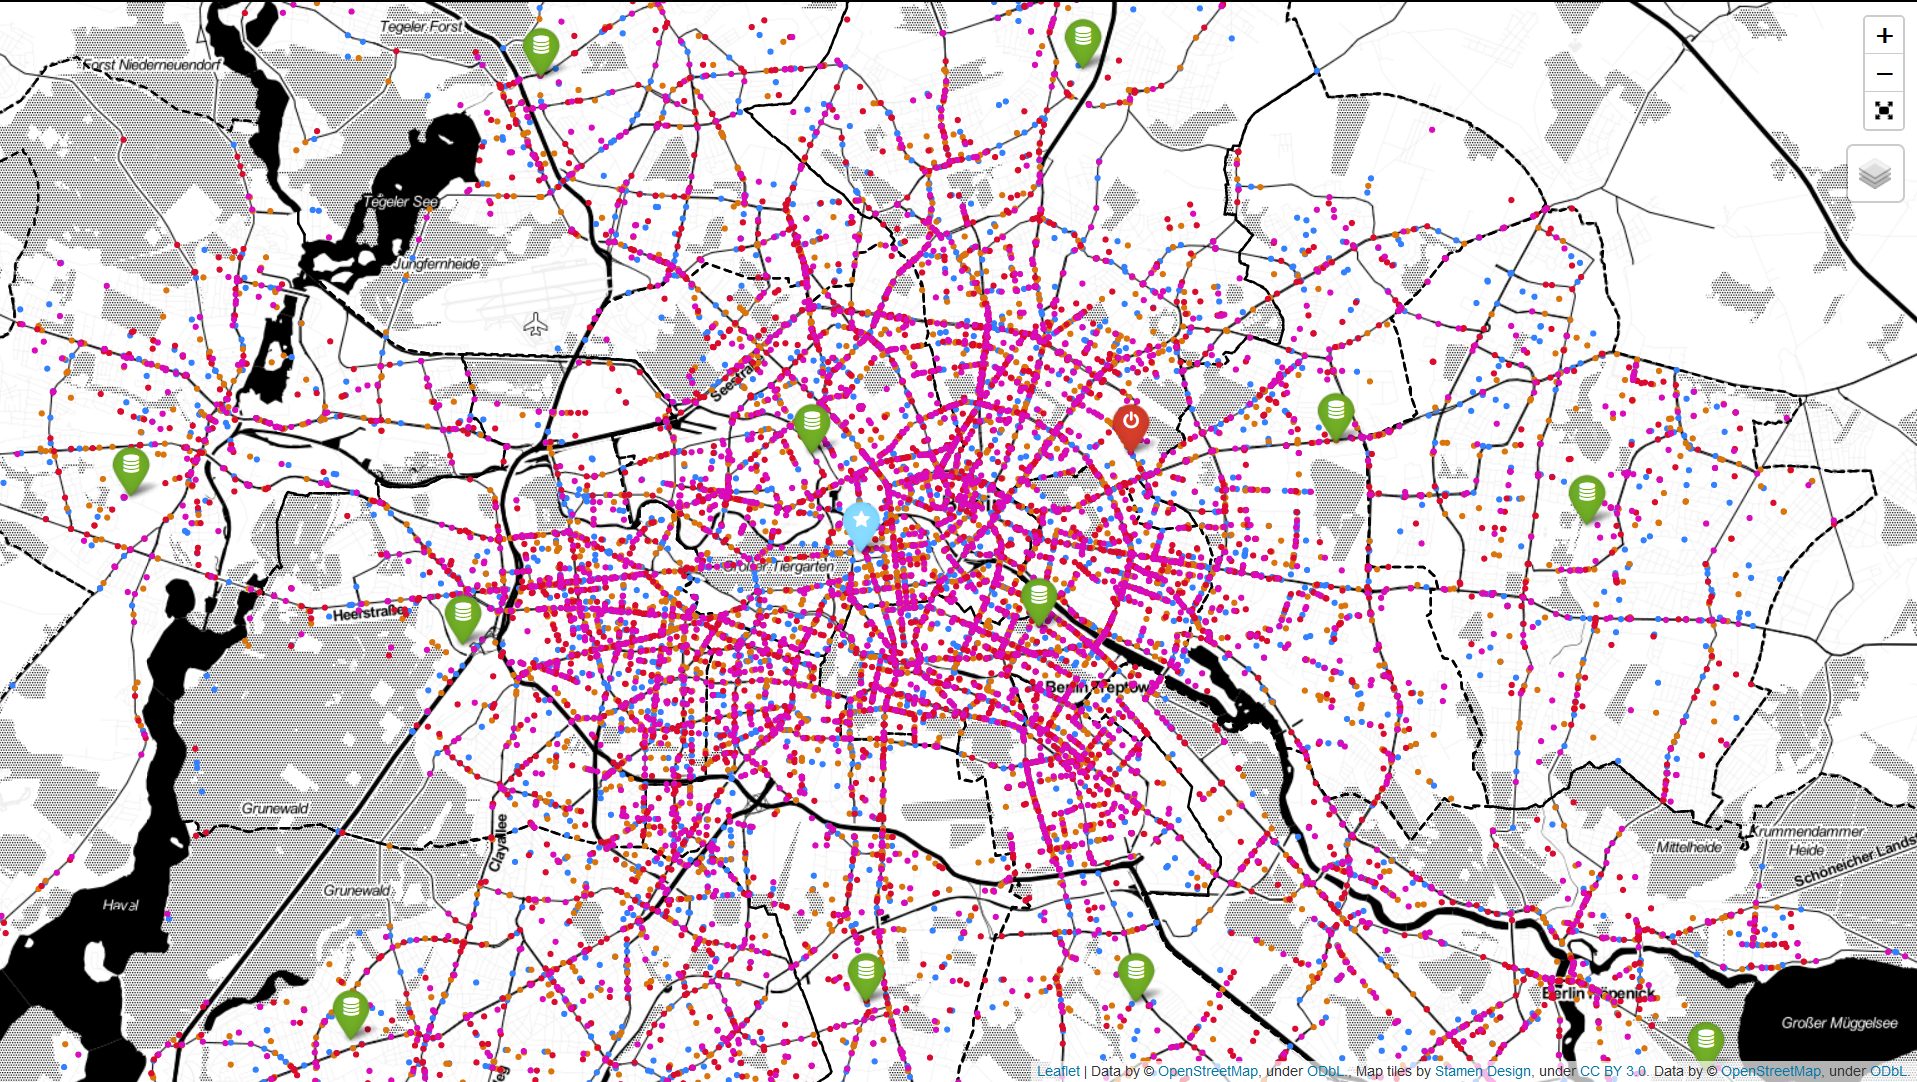 Tegeler Forst
Forst Niederneuendorf
+
−
Tegeler See
Jungfernheide
Seestraße
Großer Tiergarten
Heerstraße
Berlin Treptow
Grunewald
Clayallee
Krummendammer
Heide
Mittelheide
Schöneicher Lands
Grunewald
Havel
Berlin Köpenick
Großer Müggelsee
Leaflet | Data by © OpenStreetMap, under ODbL. Map tiles by Stamen Design, under CC BY 3.0. Data by © OpenStreetMap, under ODbL.